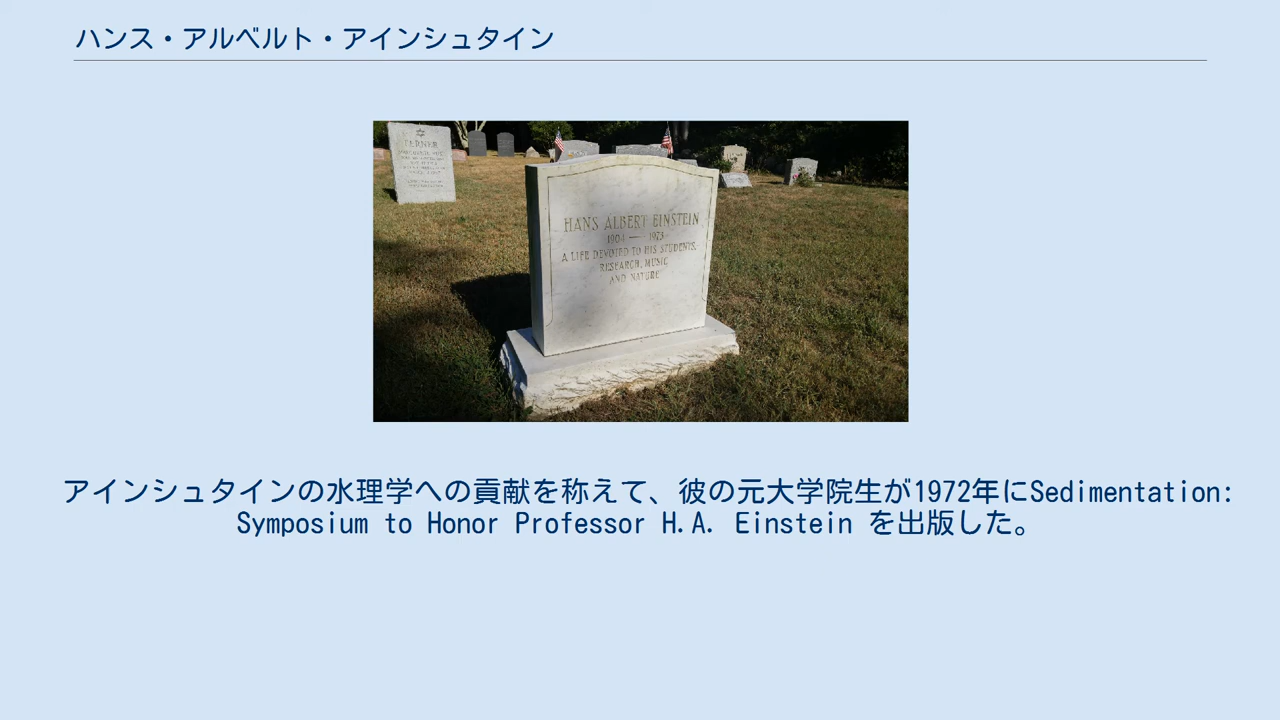 ハンス・アルベルト・アインシュタイン
HANS ALBERT EINSTEIN
1904 — 1973
A LIFE DEVOTED TO HIS STUDENTS,
RESEARCH, MUSIC
AND NATURE
アインシュタインの水理学への貢献を称えて、彼の元大学院生が1972年にSedimentation:
Symposium to Honor Professor H.A. Einstein を出版した。